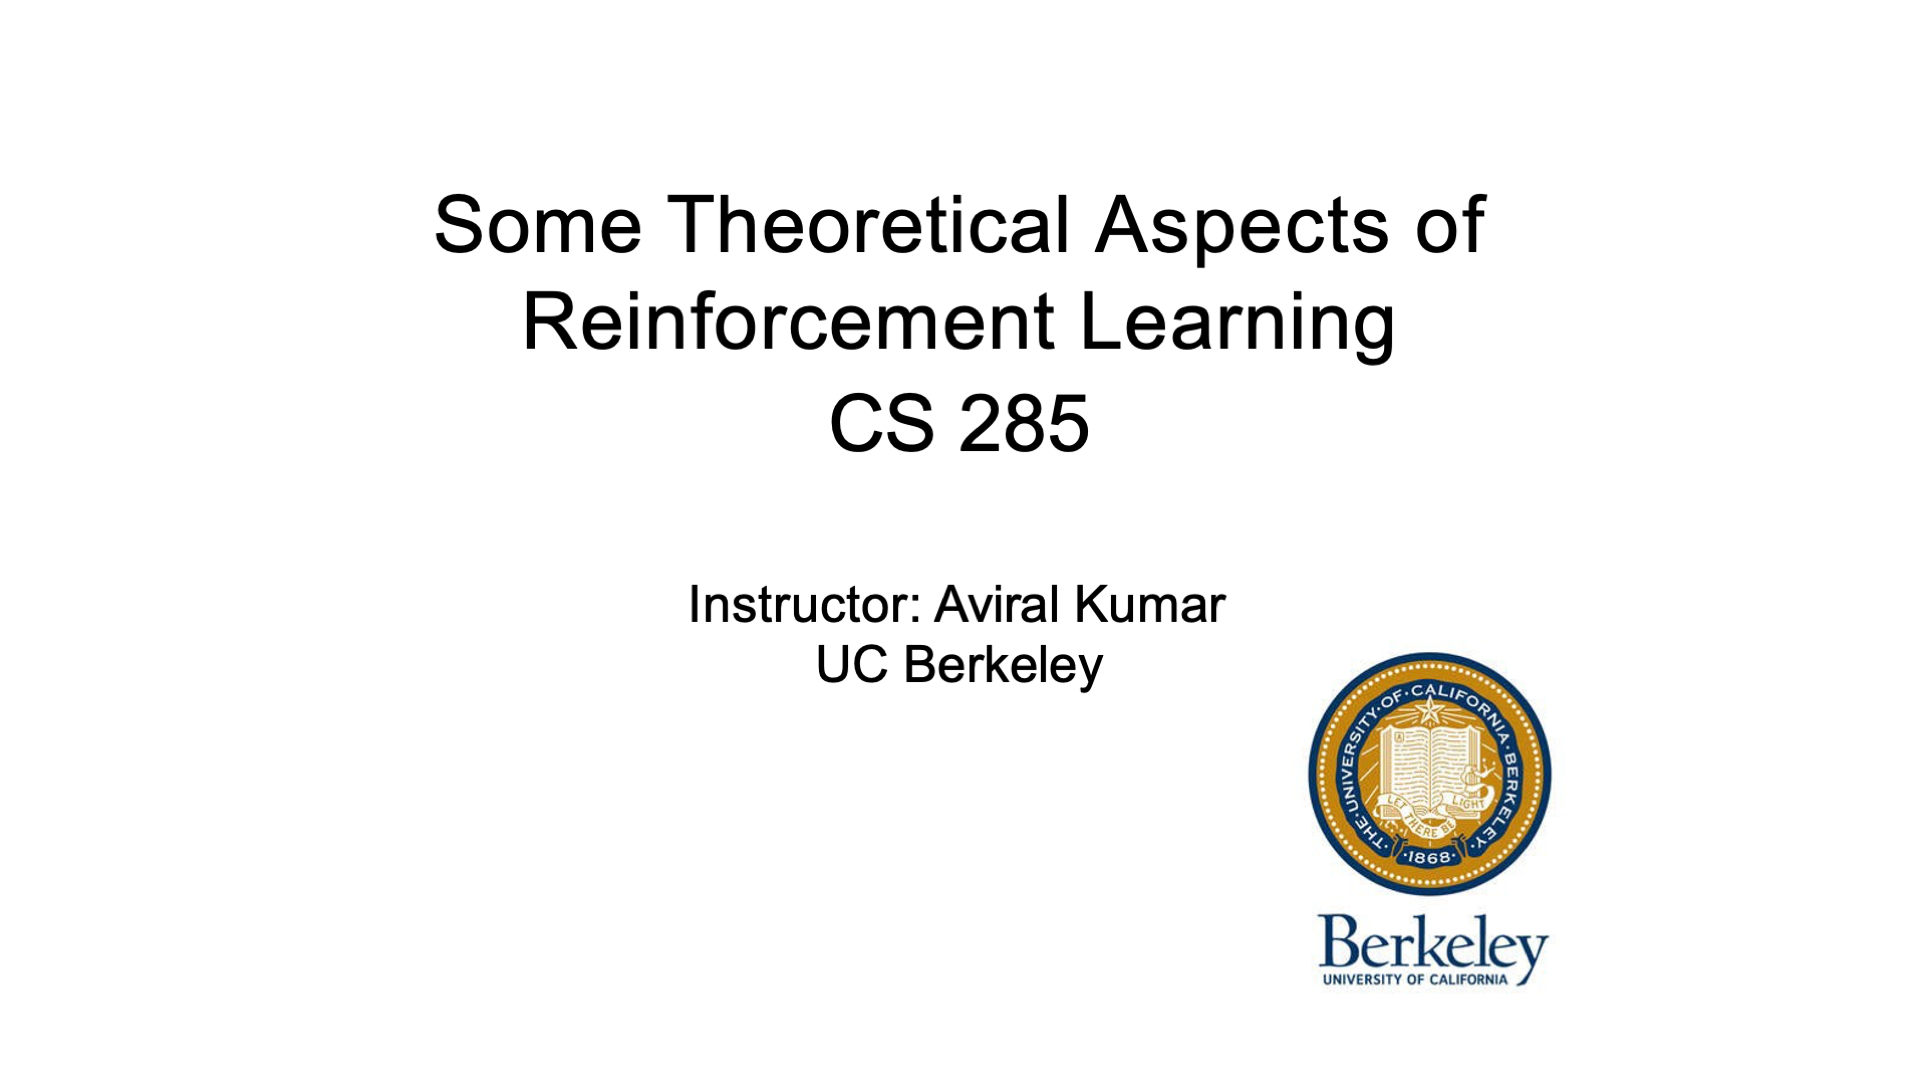 Some Theoretical Aspects of
Reinforcement Learning
CS 285
Instructor: Aviral Kumar
UC Berkeley
THE·UNIVERSITY·OF·CALIFORNIA·BERKELEY
A
LET THERE BE LIGHT
·1868·
Berkeley
UNIVERSITY OF CALIFORNIA